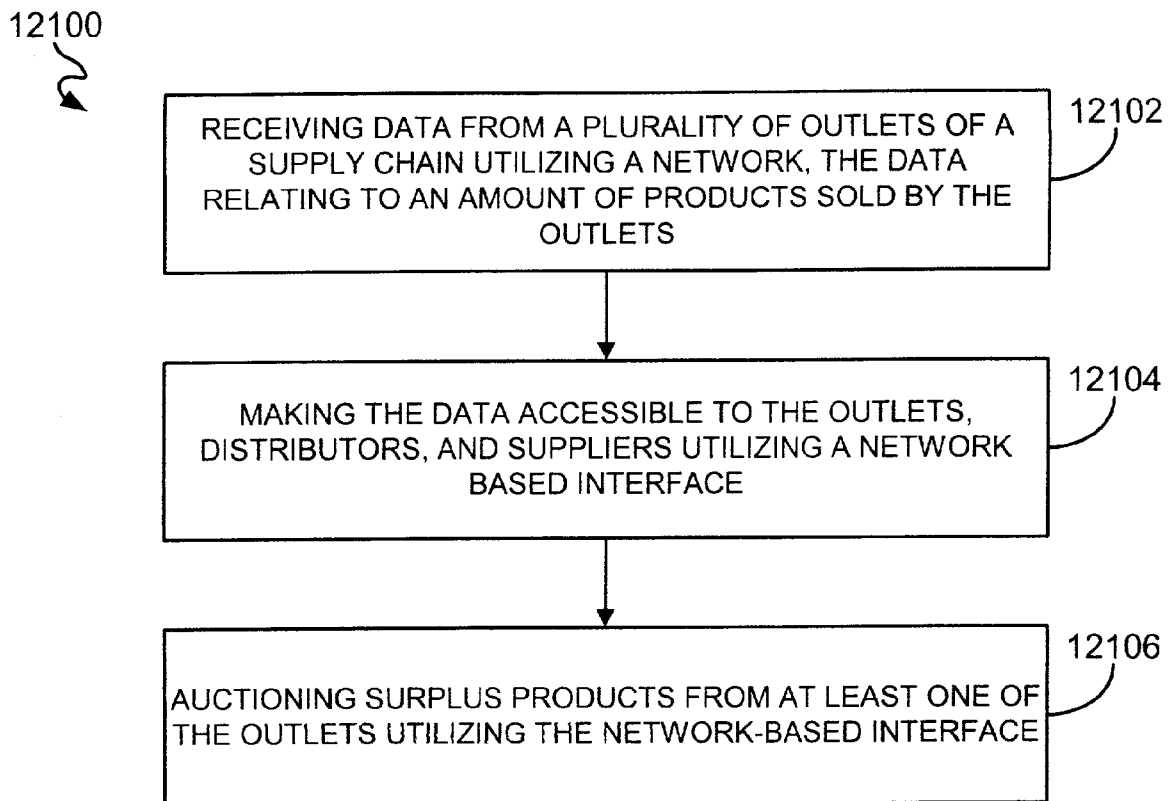 12100
RECEIVING DATA FROM A PLURALITY OF OUTLETS OF A
SUPPLY CHAIN UTILIZING A NETWORK, THE DATA
RELATING TO AN AMOUNT OF PRODUCTS SOLD BY THE
OUTLETS
12102
MAKING THE DATA ACCESSIBLE TO THE OUTLETS,
DISTRIBUTORS, AND SUPPLIERS UTILIZING A NETWORK
BASED INTERFACE
12104
AUCTIONING SURPLUS PRODUCTS FROM AT LEAST ONE OF
THE OUTLETS UTILIZING THE NETWORK-BASED INTERFACE
12106